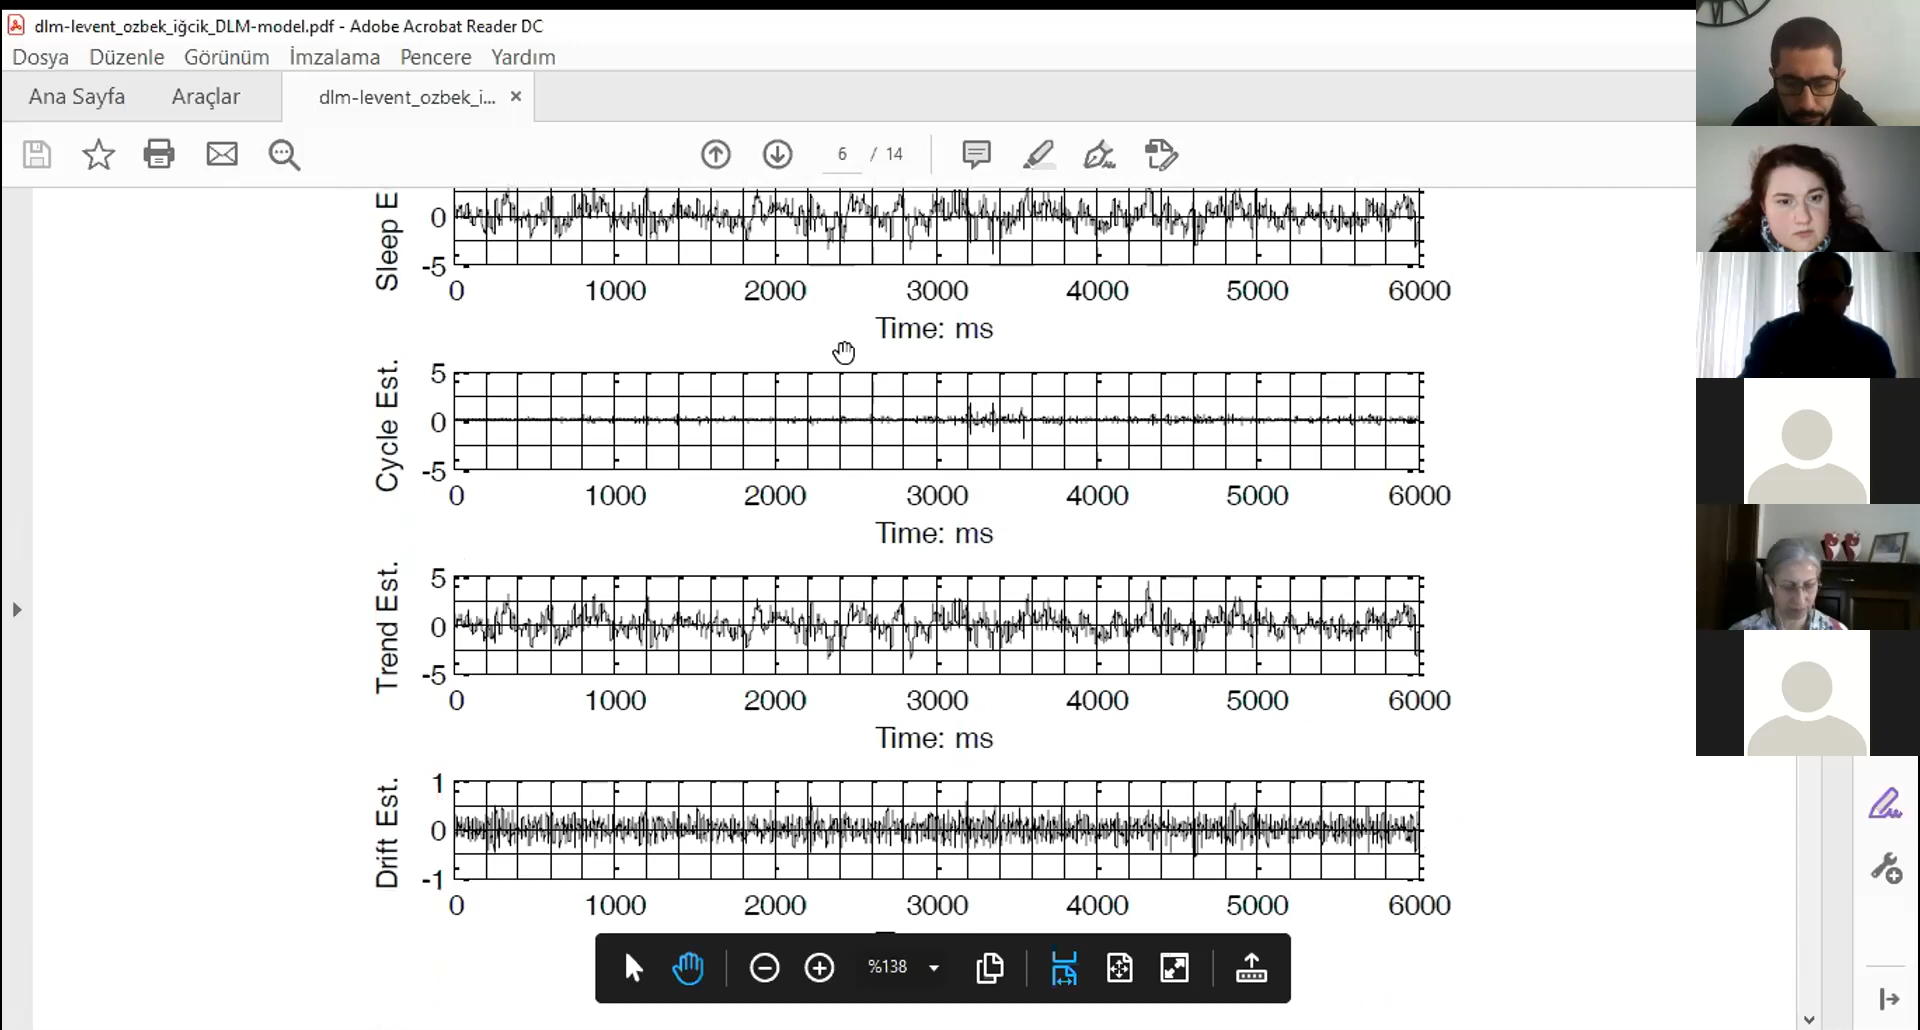 dlm-levent_ozbek_iğcik_DLM-model.pdf - Adobe Acrobat Reader DC
Dosya Düzenle Görünüm İmzalama Pencere Yardım
Ana Sayfa Araçlar dlm-levent_ozbek_i... ×
6 / 14
Sleep E
0
-5
0 1000 2000 3000 4000 5000 6000
Time: ms
Cycle Est.
5
0
-5
0 1000 2000 3000 4000 5000 6000
Time: ms
Trend Est.
5
0
-5
0 1000 2000 3000 4000 5000 6000
Time: ms
Drift Est.
1
0
-1
0 1000 2000 3000 4000 5000 6000
%138